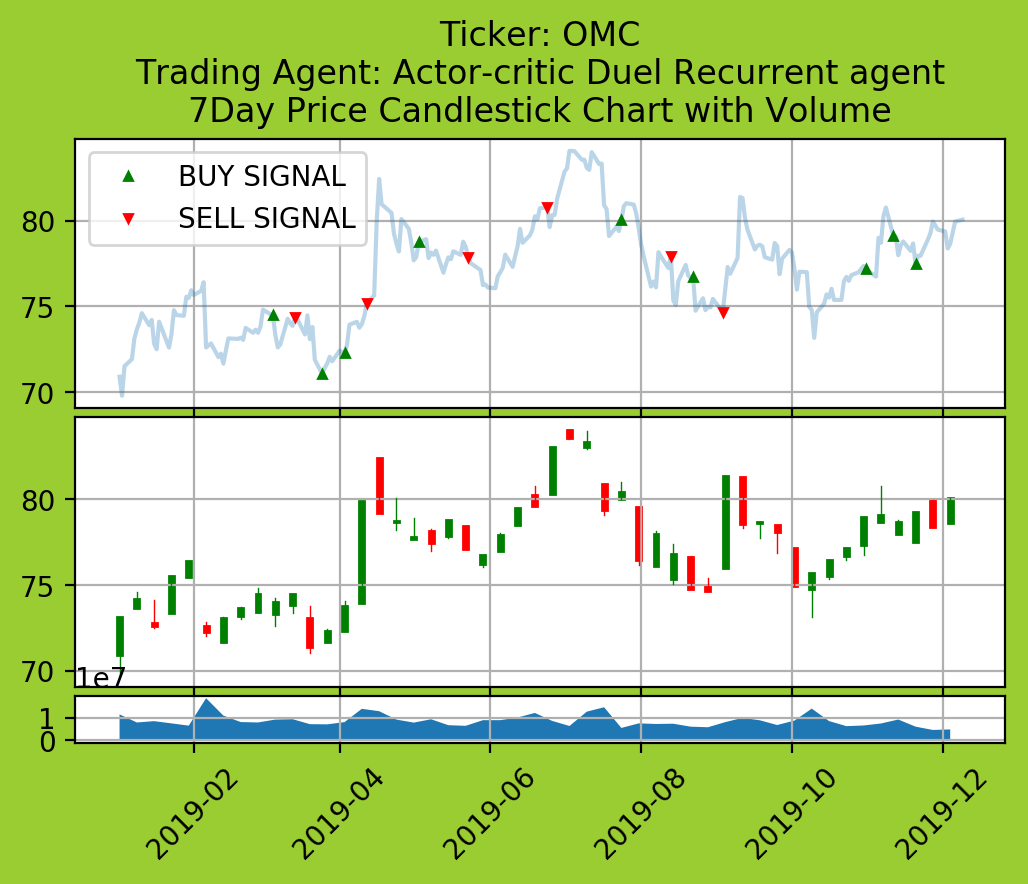 Ticker: OMC
Trading Agent: Actor-critic Duel Recurrent agent
7Day Price Candlestick Chart with Volume
BUY SIGNAL
SELL SIGNAL
80
75
70
80
75
70
1e7
1
0
2019-02
2019-04
2019-06
2019-08
2019-10
2019-12